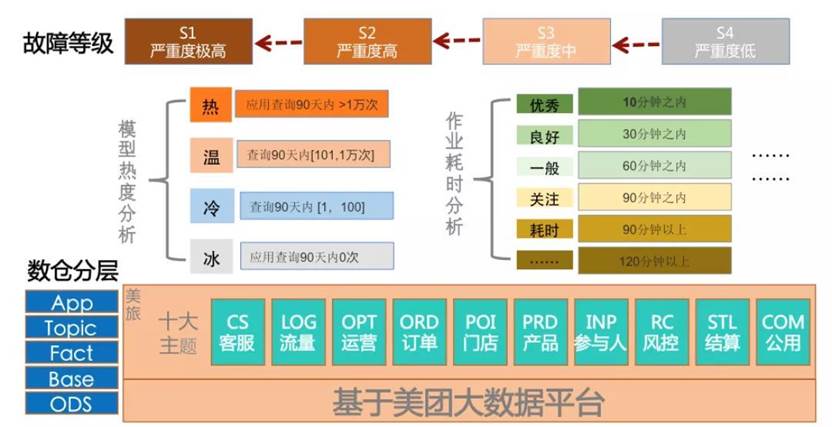 故障等级
S1
严重度极高
S2
严重度高
S3
严重度中
S4
严重度低
模型热度分析
热
应用查询90天内 >1万次
温
查询90天内[101,1万次]
冷
查询90天内 [1, 100]
冰
应用查询90天内0次
作业耗时分析
优秀
10分钟之内
良好
30分钟之内
一般
60分钟之内
关注
90分钟之内
耗时
90分钟以上
……
120分钟以上
……
……
数仓分层
App
Topic
Fact
Base
ODS
美旅
十大
主题
CS
客服
LOG
流量
OPT
运营
ORD
订单
POI
门店
PRD
产品
INP
参与人
RC
风控
STL
结算
COM
公用
基于美团大数据平台